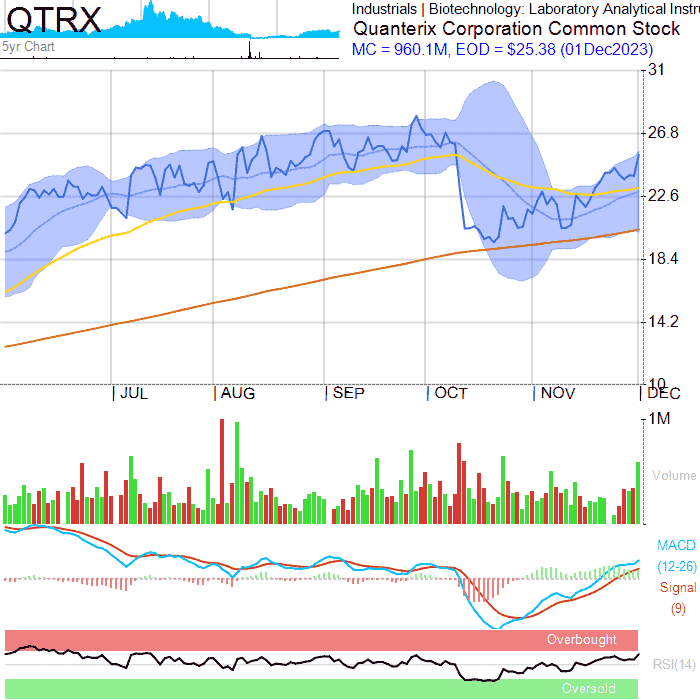 QTRX
5yr Chart
Industrials | Biotechnology: Laboratory Analytical Instru
Quanterix Corporation Common Stock
MC = 960.1M, EOD = $25.38 (01Dec2023)
31
26.8
22.6
18.4
14.2
10
JUL AUG SEP OCT NOV DEC
1M
Volume
MACD
(12-26)
Signal
(9)
Overbought
RSI(14)
Oversold